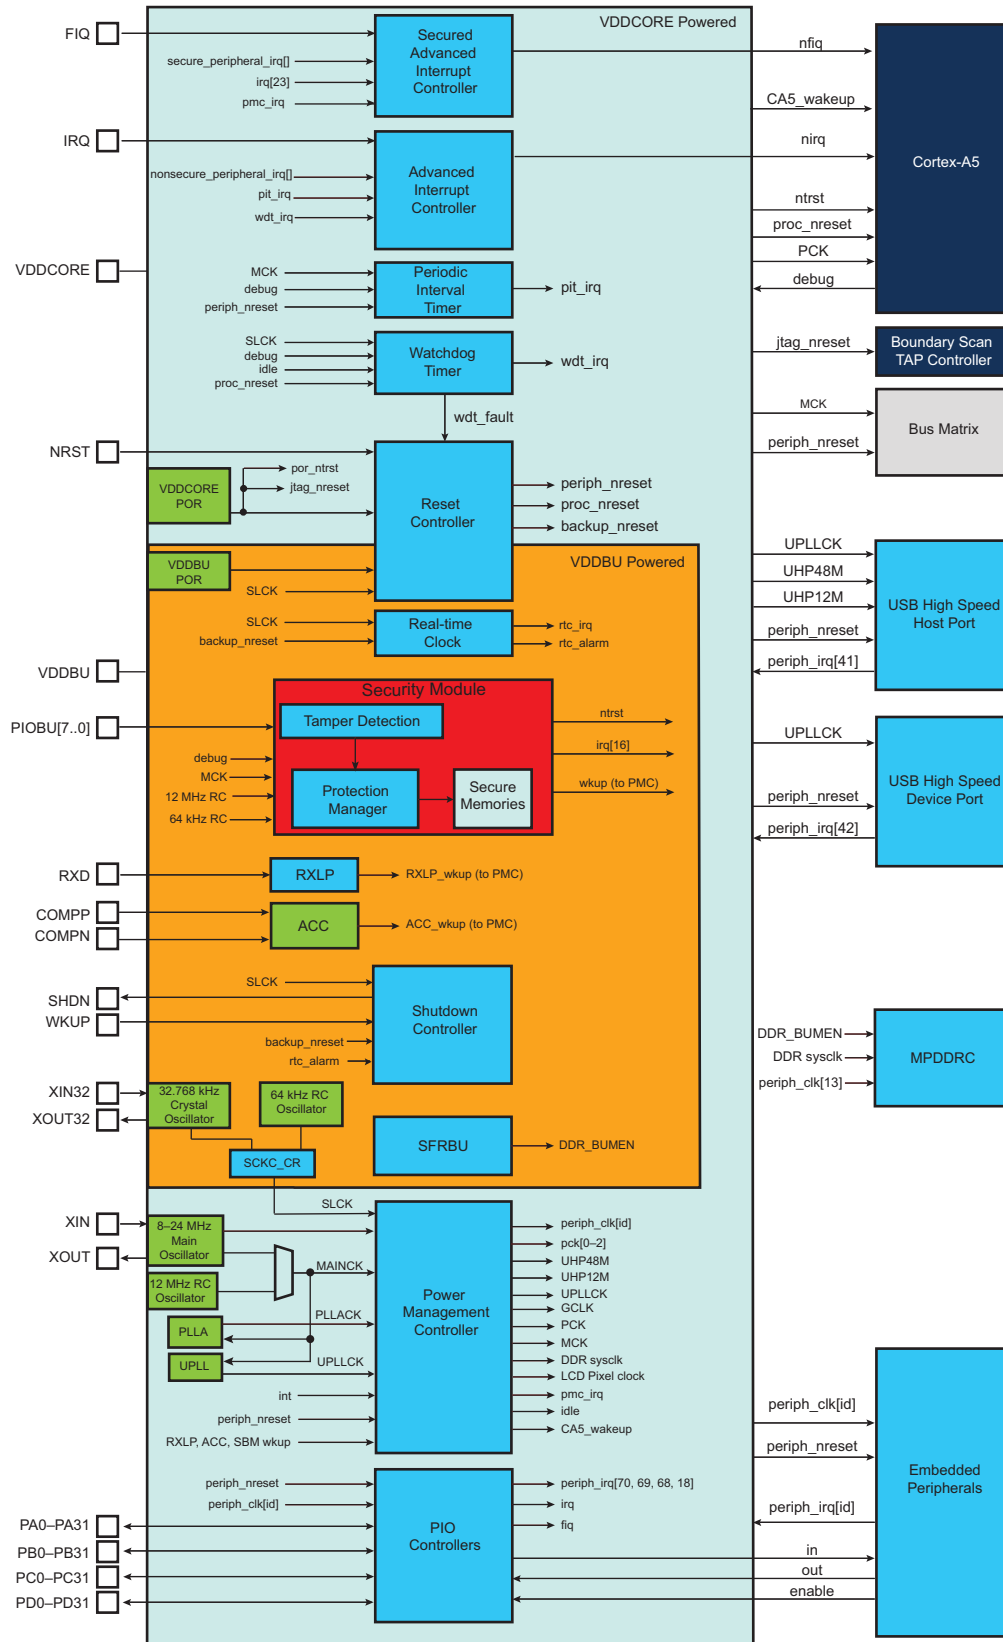 VDDCORE Powered
FIQ
Secured
Advanced
Interrupt
Controller
secure_peripheral_irq[]
irq[23]
pmc_irq
nfiq
CA5_wakeup
IRQ
Advanced
Interrupt
Controller
nonsecure_peripheral_irq[]
pit_irq
wdt_irq
nirq
Cortex-A5
ntrst
proc_nreset
PCK
debug
VDDCORE
MCK
debug
periph_nreset
Periodic
Interval
Timer
pit_irq
SLCK
debug
idle
proc_nreset
Watchdog
Timer
wdt_irq
wdt_fault
jtag_nreset
Boundary Scan
TAP Controller
MCK
periph_nreset
Bus Matrix
NRST
VDDCORE
POR
por_ntrst
jtag_nreset
Reset
Controller
periph_nreset
proc_nreset
backup_nreset
VDDBU Powered
VDDBU
POR
SLCK
SLCK
backup_nreset
Real-time
Clock
rtc_irq
rtc_alarm
UPLLCK
UHP48M
UHP12M
periph_nreset
periph_irq[41]
USB High Speed
Host Port
VDDBU
PIOBU[7..0]
Security Module
Tamper Detection
debug
MCK
12 MHz RC
64 kHz RC
Protection
Manager
Secure
Memories
ntrst
irq[16]
wkup (to PMC)
UPLLCK
periph_nreset
periph_irq[42]
USB High Speed
Device Port
RXD
RXLP
RXLP_wkup (to PMC)
COMPP
COMPN
ACC
ACC_wkup (to PMC)
SHDN
WKUP
SLCK
backup_nreset
rtc_alarm
Shutdown
Controller
DDR_BUMEN
DDR sysclk
periph_clk[13]
MPDDRC
XIN32
XOUT32
32.768 kHz
Crystal
Oscillator
64 kHz RC
Oscillator
SCKC_CR
SFRBU
DDR_BUMEN
SLCK
XIN
XOUT
8–24 MHz
Main
Oscillator
12 MHz RC
Oscillator
MAINCK
PLLA
PLLACK
UPLL
UPLLCK
int
periph_nreset
RXLP, ACC, SBM wkup
Power
Management
Controller
periph_clk[id]
pck[0–2]
UHP48M
UHP12M
UPLLCK
GCLK
PCK
MCK
DDR sysclk
LCD Pixel clock
pmc_irq
idle
CA5_wakeup
periph_clk[id]
periph_nreset
periph_irq[id]
Embedded
Peripherals
in
out
enable
periph_nreset
periph_clk[id]
PIO
Controllers
periph_irq[70, 69, 68, 18]
irq
fiq
PA0–PA31
PB0–PB31
PC0–PC31
PD0–PD31